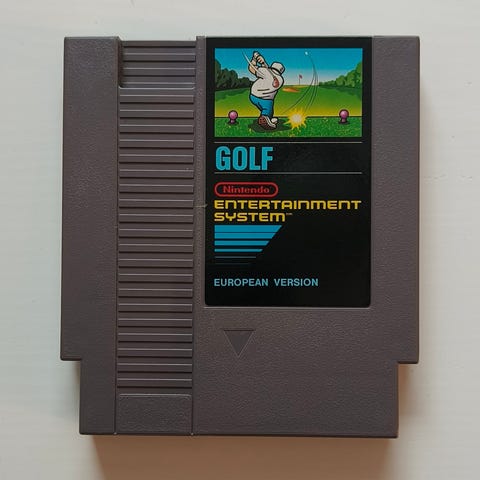 GOLF
Nintendo
ENTERTAINMENT
SYSTEM™
EUROPEAN VERSION